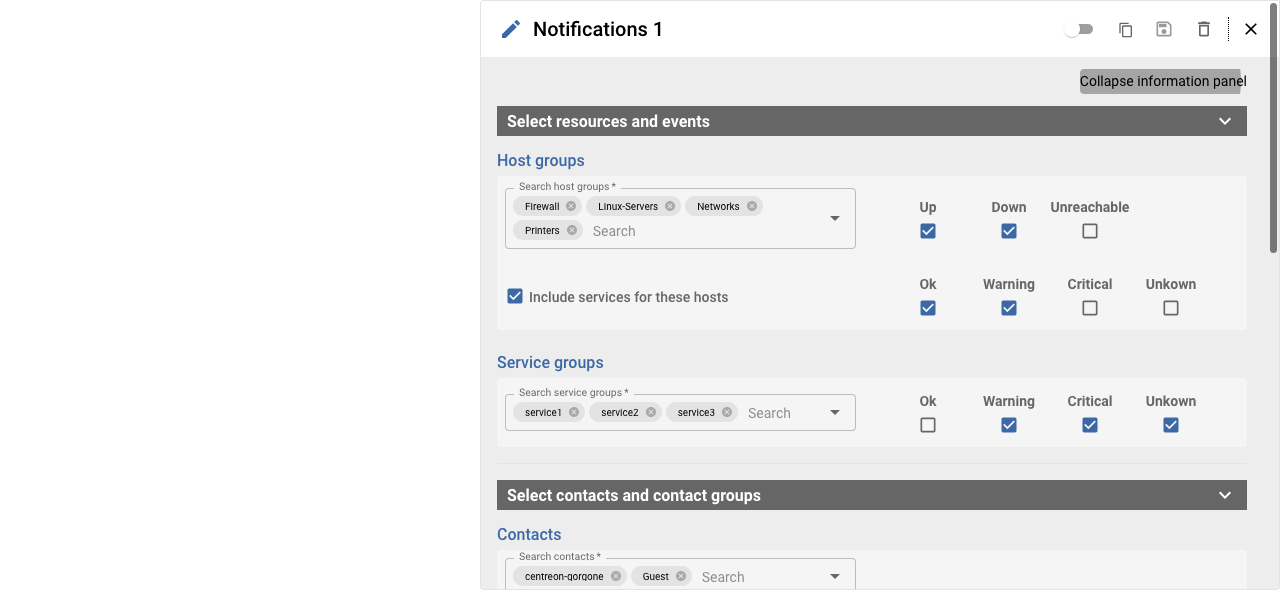 Notifications 1
Collapse information panel
Select resources and events
Host groups
Search host groups *
Firewall Linux-Servers Networks
Printers Search
Up Down Unreachable
Include services for these hosts
Ok Warning Critical Unkown
Service groups
Search service groups *
service1 service2 service3 Search
Ok Warning Critical Unkown
Select contacts and contact groups
Contacts
Search contacts *
centreon-gorgone Guest Search